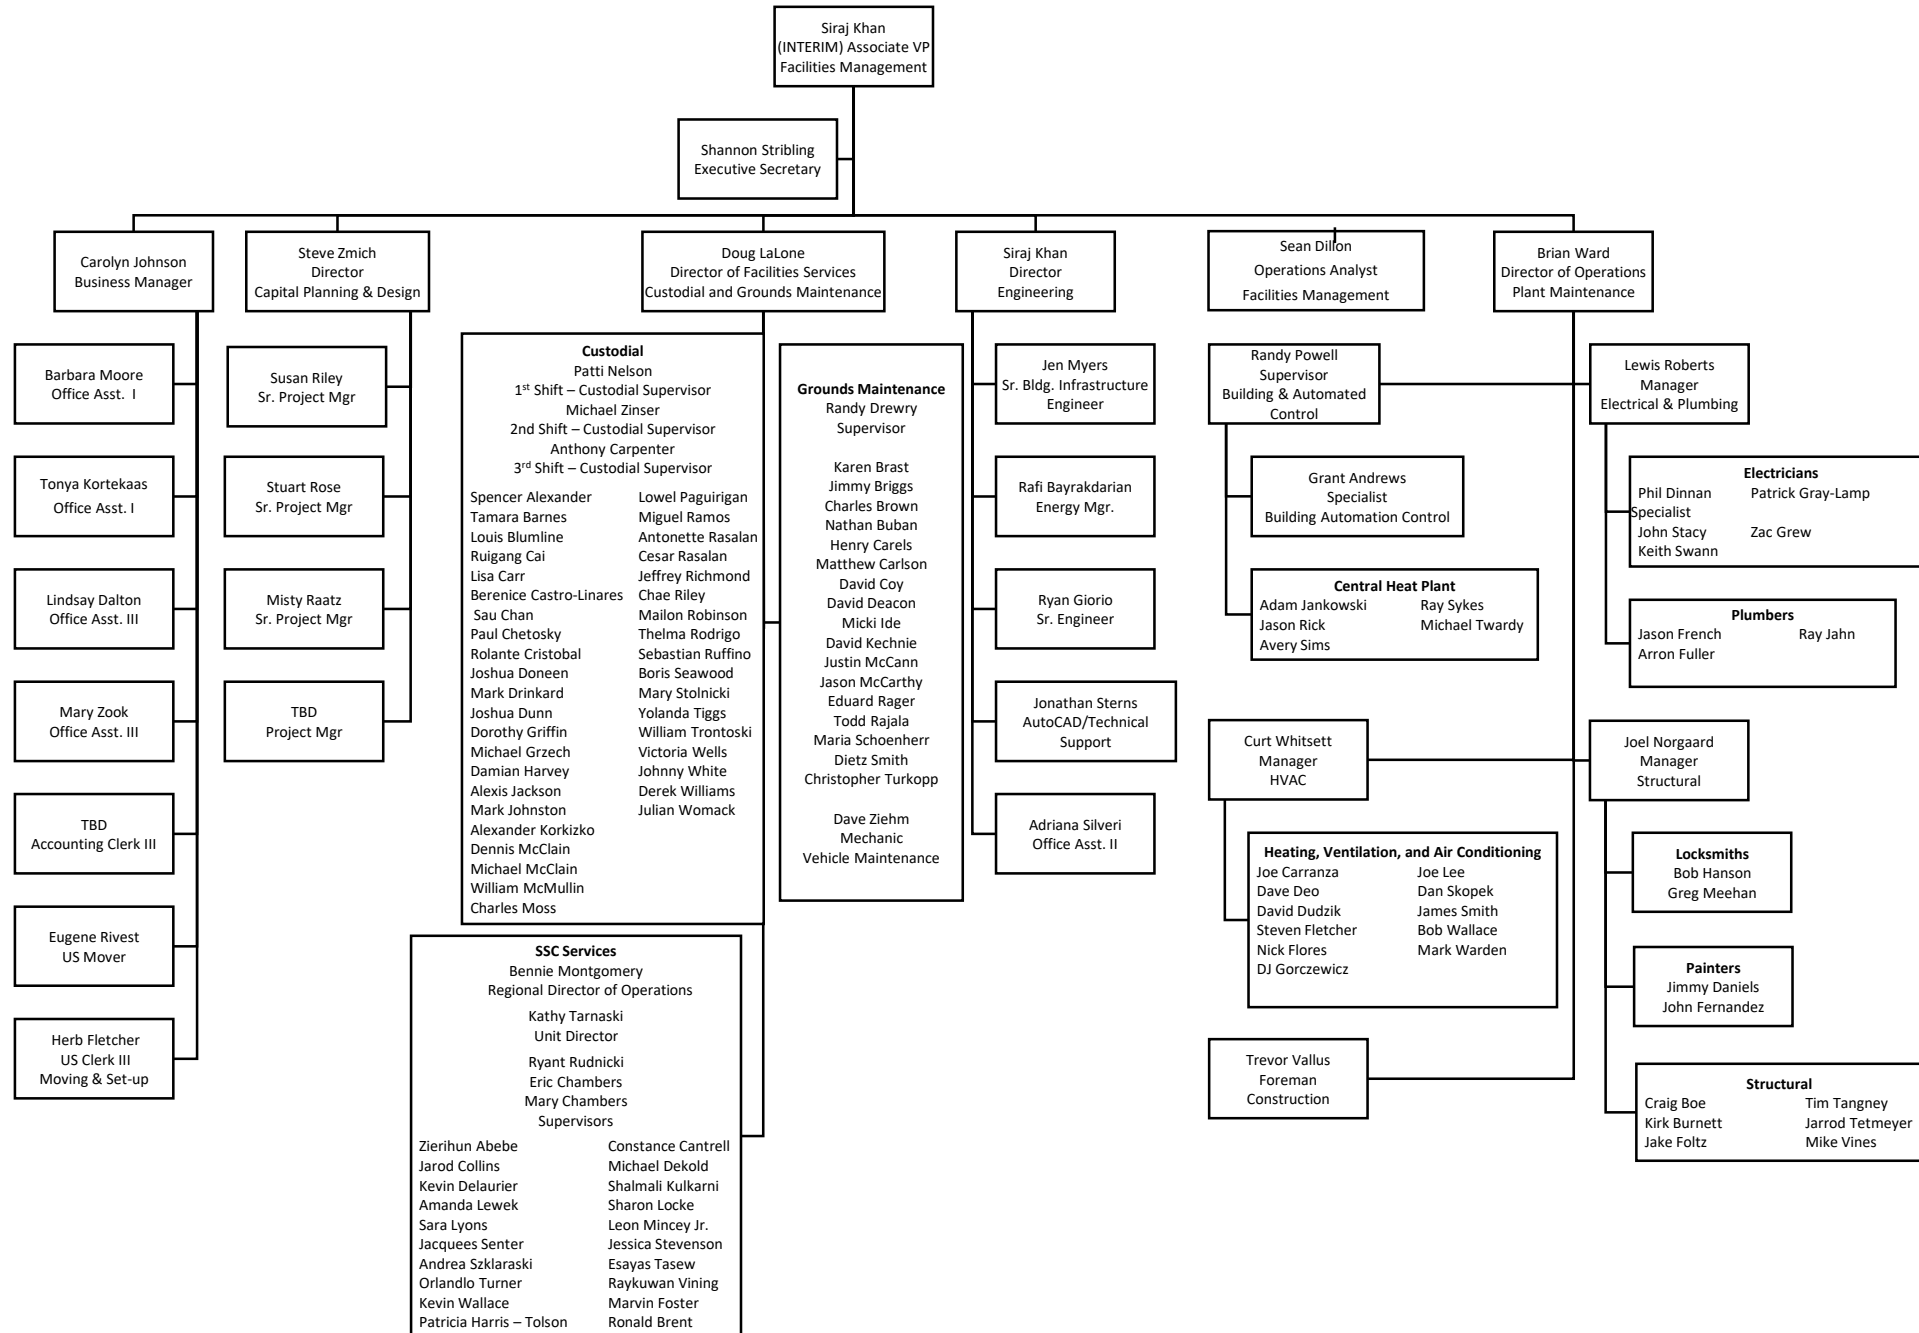 Siraj Khan
(INTERIM) Associate VP
Facilities Management
Shannon Stribling
Executive Secretary
Carolyn Johnson
Business Manager
Steve Zmich
Director
Capital Planning & Design
Doug LaLone
Director of Facilities Services
Custodial and Grounds Maintenance
Siraj Khan
Director
Engineering
Sean Dillon
Operations Analyst
Facilities Management
Brian Ward
Director of Operations
Plant Maintenance
Barbara Moore
Office Asst.  I
Tonya Kortekaas
Office Asst. I
Lindsay Dalton
Office Asst. III
Mary Zook
Office Asst. III
TBD
Accounting Clerk III
Eugene Rivest
US Mover
Herb Fletcher
US Clerk III
Moving & Set-up
Susan Riley
Sr. Project Mgr
Stuart Rose
Sr. Project Mgr
Misty Raatz
Sr. Project Mgr
TBD
Project Mgr
Custodial
Patti Nelson
1st Shift – Custodial Supervisor
Michael Zinser
2nd Shift – Custodial Supervisor
Anthony Carpenter
3rd Shift – Custodial Supervisor
Spencer Alexander
Tamara Barnes
Louis Blumline
Ruigang Cai
Lisa Carr
Berenice Castro-Linares
Sau Chan
Paul Chetosky
Rolante Cristobal
Joshua Doneen
Mark Drinkard
Joshua Dunn
Dorothy Griffin
Michael Grzech
Damian Harvey
Alexis Jackson
Mark Johnston
Alexander Korkizko
Dennis McClain
Michael McClain
William McMullin
Charles Moss
Lowel Paguirigan
Miguel Ramos
Antonette Rasalan
Cesar Rasalan
Jeffrey Richmond
Chae Riley
Mailon Robinson
Thelma Rodrigo
Sebastian Ruffino
Boris Seawood
Mary Stolnicki
Yolanda Tiggs
William Trontoski
Victoria Wells
Johnny White
Derek Williams
Julian Womack
SSC Services
Bennie Montgomery
Regional Director of Operations
Kathy Tarnaski
Unit Director
Ryant Rudnicki
Eric Chambers
Mary Chambers
Supervisors
Zierihun Abebe
Jarod Collins
Kevin Delaurier
Amanda Lewek
Sara Lyons
Jacquees Senter
Andrea Szklaraski
Orlandlo Turner
Kevin Wallace
Patricia Harris – Tolson
Constance Cantrell
Michael Dekold
Shalmali Kulkarni
Sharon Locke
Leon Mincey Jr.
Jessica Stevenson
Esayas Tasew
Raykuwan Vining
Marvin Foster
Ronald Brent
Grounds Maintenance
Randy Drewry
Supervisor
Karen Brast
Jimmy Briggs
Charles Brown
Nathan Buban
Henry Carels
Matthew Carlson
David Coy
David Deacon
Micki Ide
David Kechnie
Justin McCann
Jason McCarthy
Eduard Rager
Todd Rajala
Maria Schoenherr
Dietz Smith
Christopher Turkopp
Dave Ziehm
Mechanic
Vehicle Maintenance
Jen Myers
Sr. Bldg. Infrastructure
Engineer
Rafi Bayrakdarian
Energy Mgr.
Ryan Giorio
Sr. Engineer
Jonathan Sterns
AutoCAD/Technical
Support
Adriana Silveri
Office Asst. II
Randy Powell
Supervisor
Building & Automated
Control
Grant Andrews
Specialist
Building Automation Control
Central Heat Plant
Adam Jankowski
Jason Rick
Avery Sims
Ray Sykes
Michael Twardy
Curt Whitsett
Manager
HVAC
Heating, Ventilation, and Air Conditioning
Joe Carranza
Dave Deo
David Dudzik
Steven Fletcher
Nick Flores
DJ Gorczewicz
Joe Lee
Dan Skopek
James Smith
Bob Wallace
Mark Warden
Trevor Vallus
Foreman
Construction
Lewis Roberts
Manager
Electrical & Plumbing
Electricians
Phil Dinnan
Specialist
John Stacy
Keith Swann
Patrick Gray-Lamp
Zac Grew
Plumbers
Jason French
Arron Fuller
Ray Jahn
Joel Norgaard
Manager
Structural
Locksmiths
Bob Hanson
Greg Meehan
Painters
Jimmy Daniels
John Fernandez
Structural
Craig Boe
Kirk Burnett
Jake Foltz
Tim Tangney
Jarrod Tetmeyer
Mike Vines